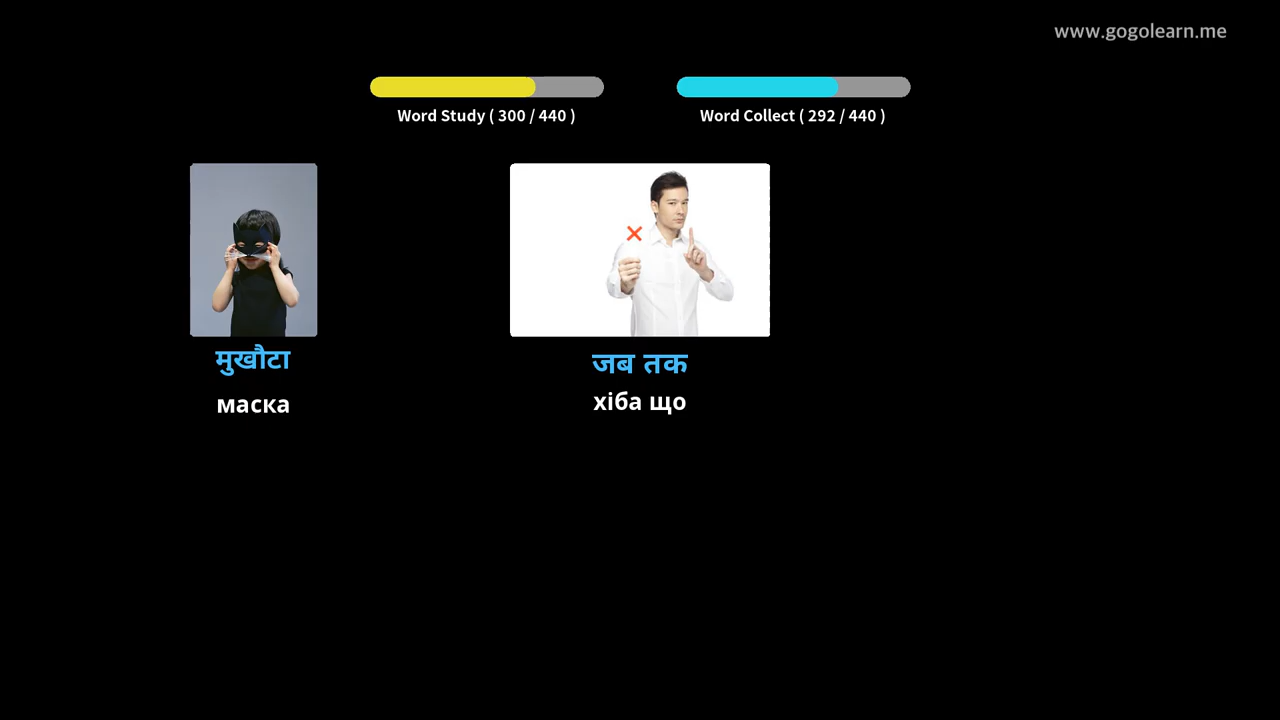 www.gogolearn.me
Word Study ( 300 / 440 )
Word Collect ( 292 / 440 )
मुखौटा
маска
जब तक
хіба що